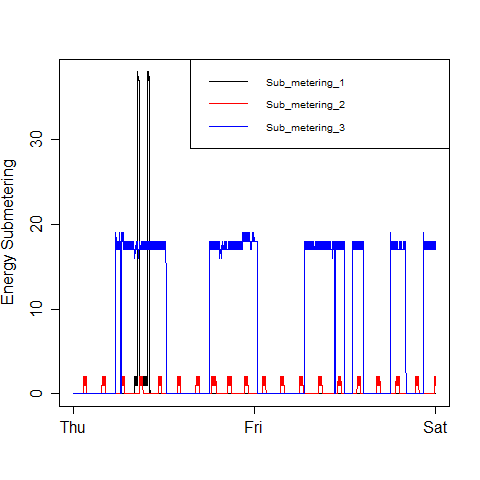 Sub_metering_1
Sub_metering_2
Sub_metering_3
Energy Submetering
30
20
10
0
Thu Fri Sat